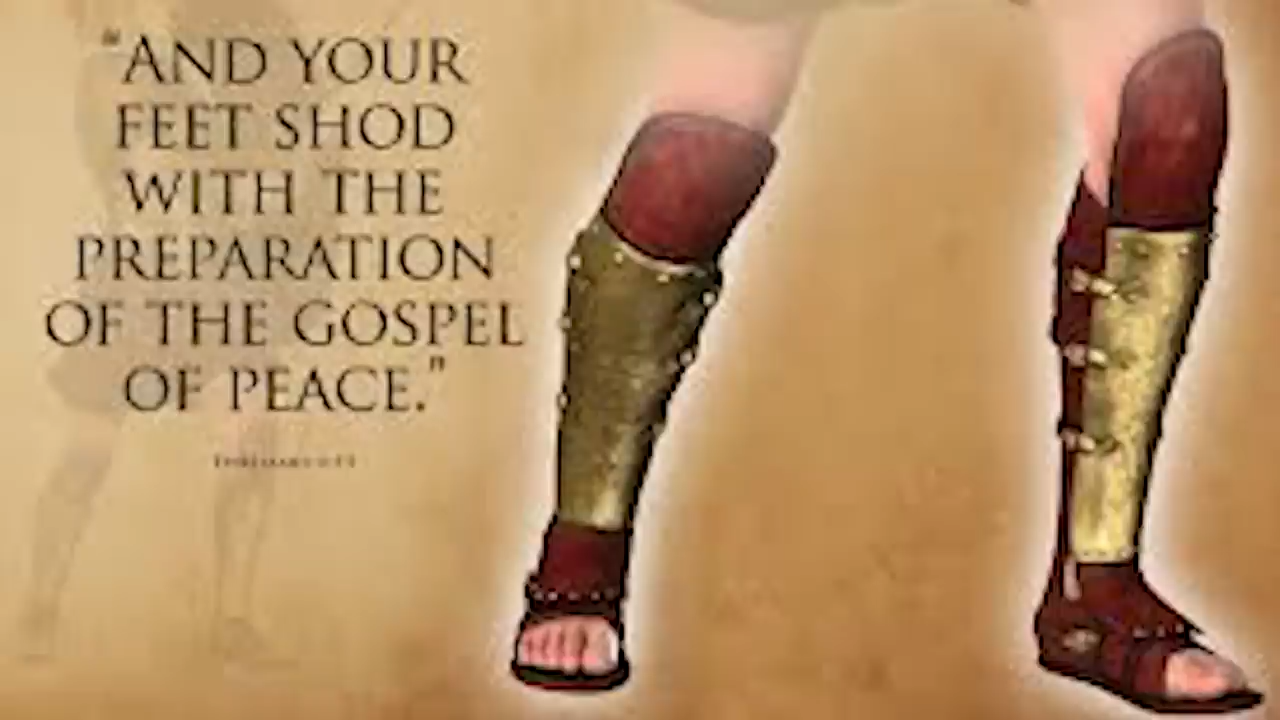 "AND YOUR
FEET SHOD
WITH THE
PREPARATION
OF THE GOSPEL
OF PEACE."